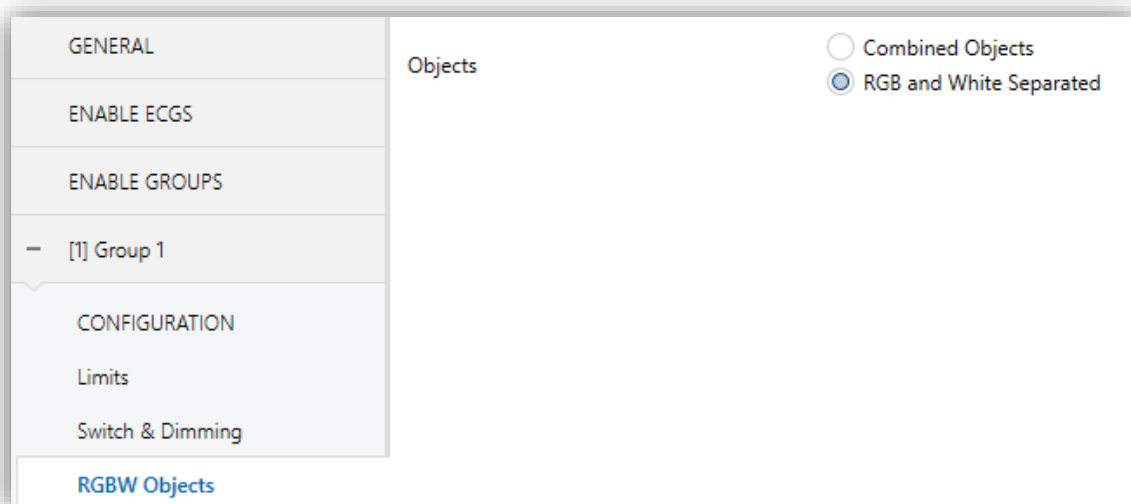 GENERAL
ENABLE ECGS
ENABLE GROUPS
[1] Group 1
CONFIGURATION
Limits
Switch & Dimming
RGBW Objects
Objects
Combined Objects
RGB and White Separated